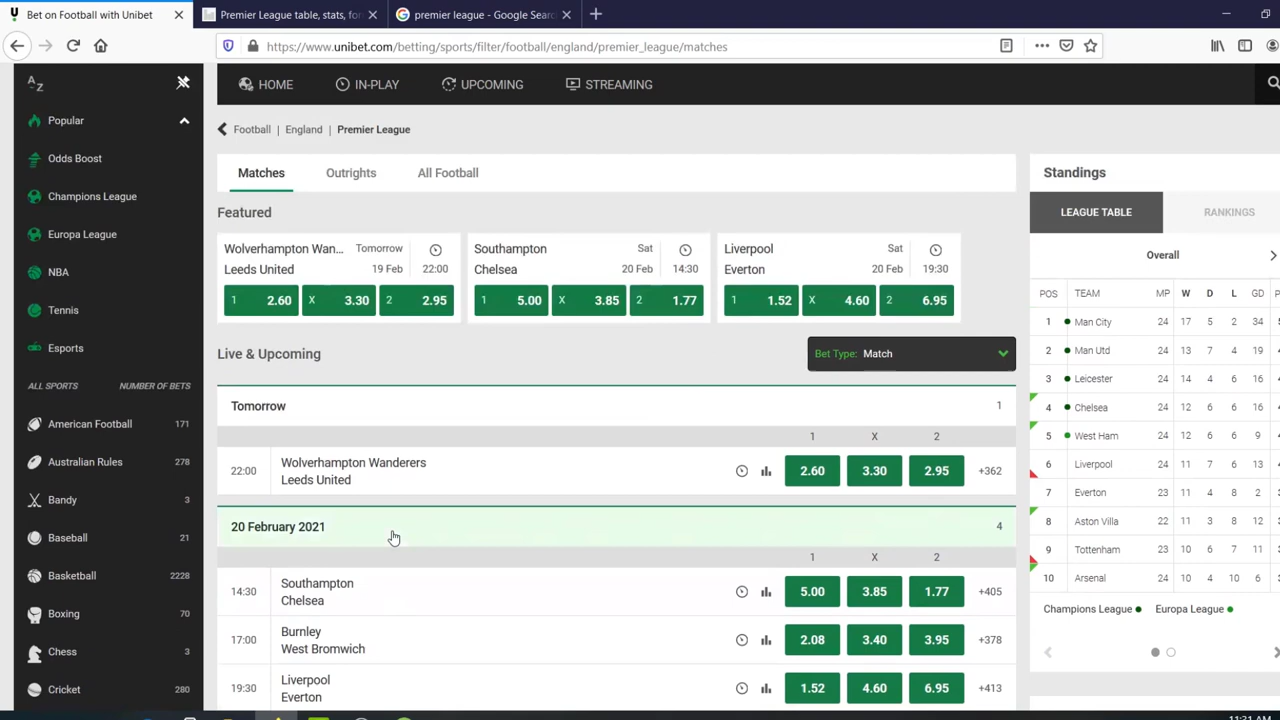 Bet on Football with Unibet
Premier League table, stats, for
premier league - Google Sear
https://www.unibet.com/betting/sports/filter/football/england/premier_league/matches
HOME
IN-PLAY
UPCOMING
STREAMING
A
Z
Popular
Odds Boost
Champions League
Europa League
NBA
Tennis
Esports
ALL SPORTS
NUMBER OF BETS
American Football 171
Australian Rules 278
Bandy 3
Baseball 21
Basketball 2228
Boxing 70
Chess 3
Cricket 280
Football | England | Premier League
Matches
Outrights
All Football
Featured
Wolverhampton Wan... Tomorrow
Leeds United 19 Feb 22:00
1 2.60 X 3.30 2 2.95
Southampton Sat
Chelsea 20 Feb 14:30
1 5.00 X 3.85 2 1.77
Liverpool Sat
Everton 20 Feb 19:30
1 1.52 X 4.60 2 6.95
Live & Upcoming
Bet Type: Match
Tomorrow 1
1 X 2
22:00 Wolverhampton Wanderers 2.60 3.30 2.95 +362
Leeds United
20 February 2021 4
1 X 2
14:30 Southampton 5.00 3.85 1.77 +405
Chelsea
17:00 Burnley 2.08 3.40 3.95 +378
West Bromwich
19:30 Liverpool 1.52 4.60 6.95 +413
Everton
Standings
LEAGUE TABLE
RANKINGS
Overall
POS TEAM MP W D L GD
1 Man City 24 17 5 2 34
2 Man Utd 24 13 7 4 19
3 Leicester 24 14 4 6 16
4 Chelsea 24 12 6 6 16
5 West Ham 24 12 6 6 9
6 Liverpool 24 11 7 6 13
7 Everton 23 11 4 8 2
8 Aston Villa 22 11 3 8 12
9 Tottenham 23 10 6 7 11
10 Arsenal 24 10 4 10 6
Champions League
Europa League